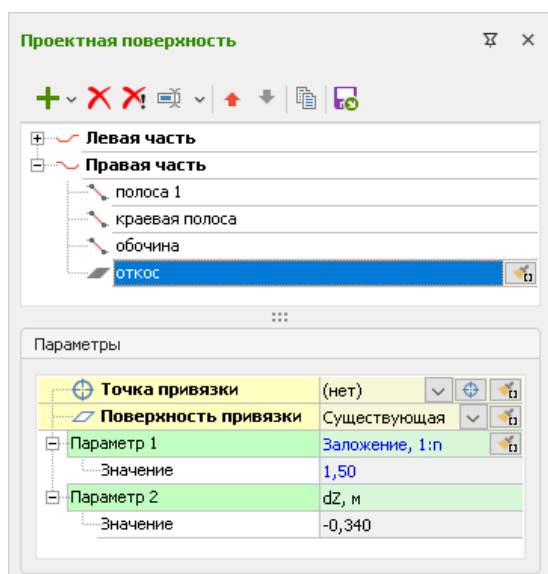 Проектная поверхность
Левая часть
Правая часть
полоса 1
краевая полоса
обочина
откос
Параметры
Точка привязки (нет)
Поверхность привязки Существующая
Параметр 1 Заложение, 1:n
Значение 1,50
Параметр 2 dZ, м
Значение -0,340